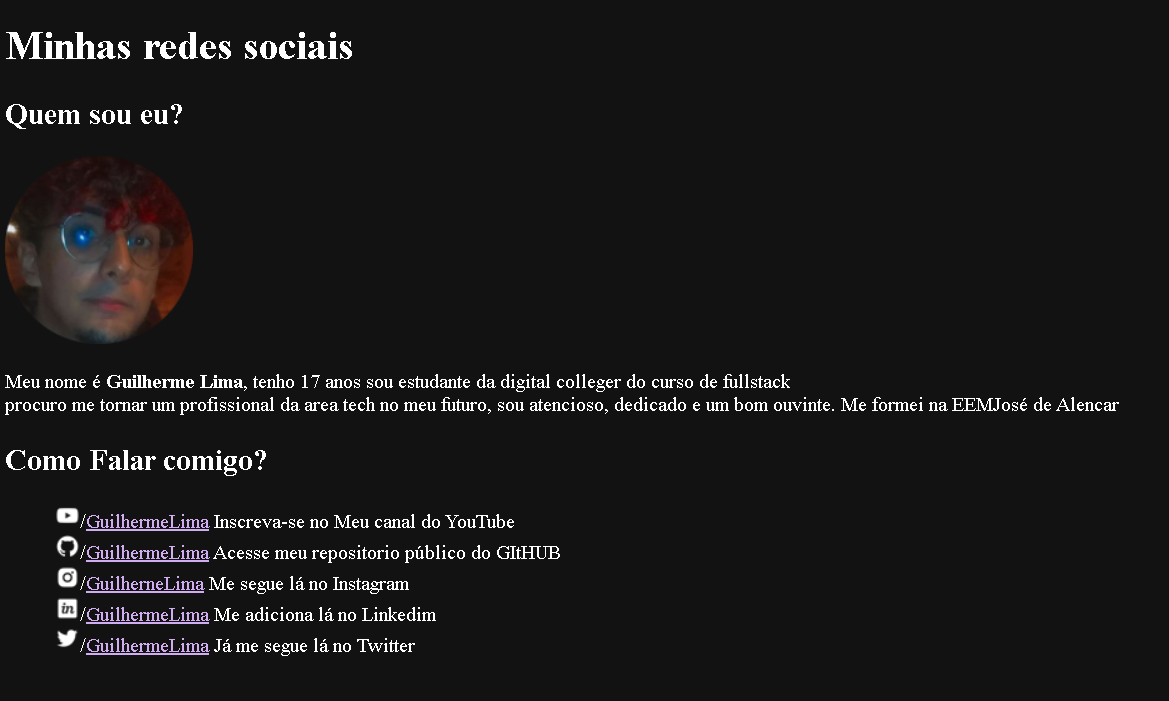 Minhas redes sociais
Quem sou eu?
Meu nome é Guilherme Lima, tenho 17 anos sou estudante da digital colleger do curso de fullstack
procuro me tornar um profissional da area tech no meu futuro, sou atencioso, dedicado e um bom ouvinte. Me formei na EEMJosé de Alencar
Como Falar comigo?
/GuilhermeLima Inscreva-se no Meu canal do YouTube
/GuilhermeLima Acesse meu repositorio público do GItHUB
/GuilherneLima Me segue lá no Instagram
in /GuilhermeLima Me adiciona lá no Linkedim
/GuilhermeLima Já me segue lá no Twitter